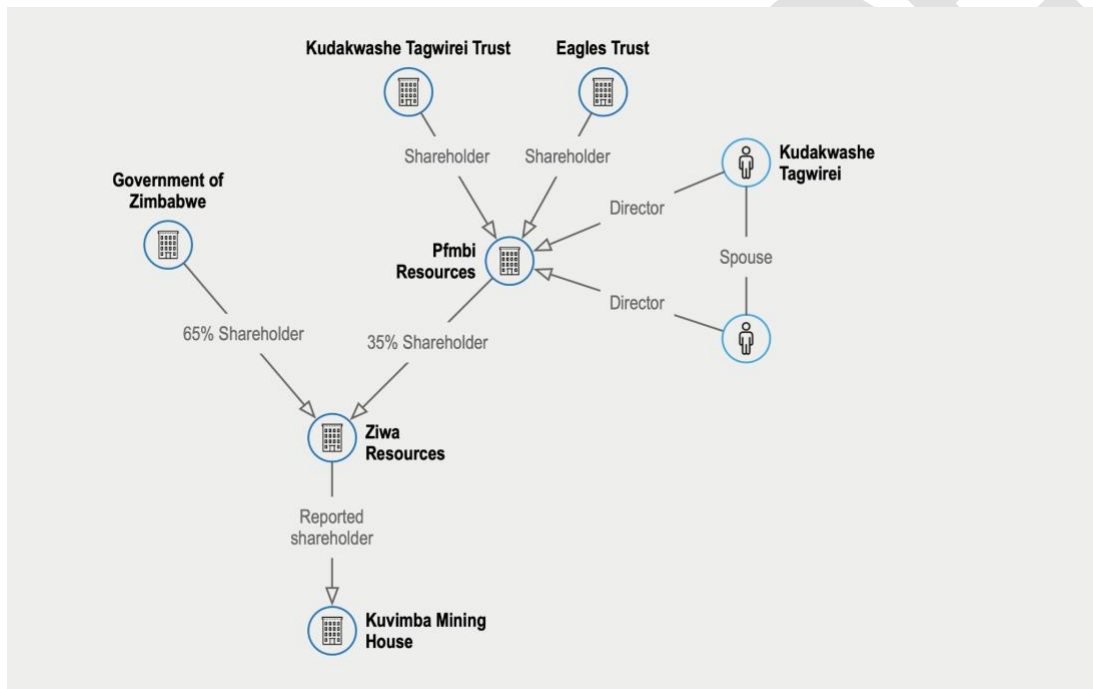 Kudakwashe Tagwirei Trust
Eagles Trust
Shareholder
Shareholder
Kudakwashe
Tagwirei
Government of
Zimbabwe
Director
Pfmbi
Resources
Spouse
Director
65% Shareholder
35% Shareholder
Ziwa
Resources
Reported
shareholder
Kuvimba Mining
House